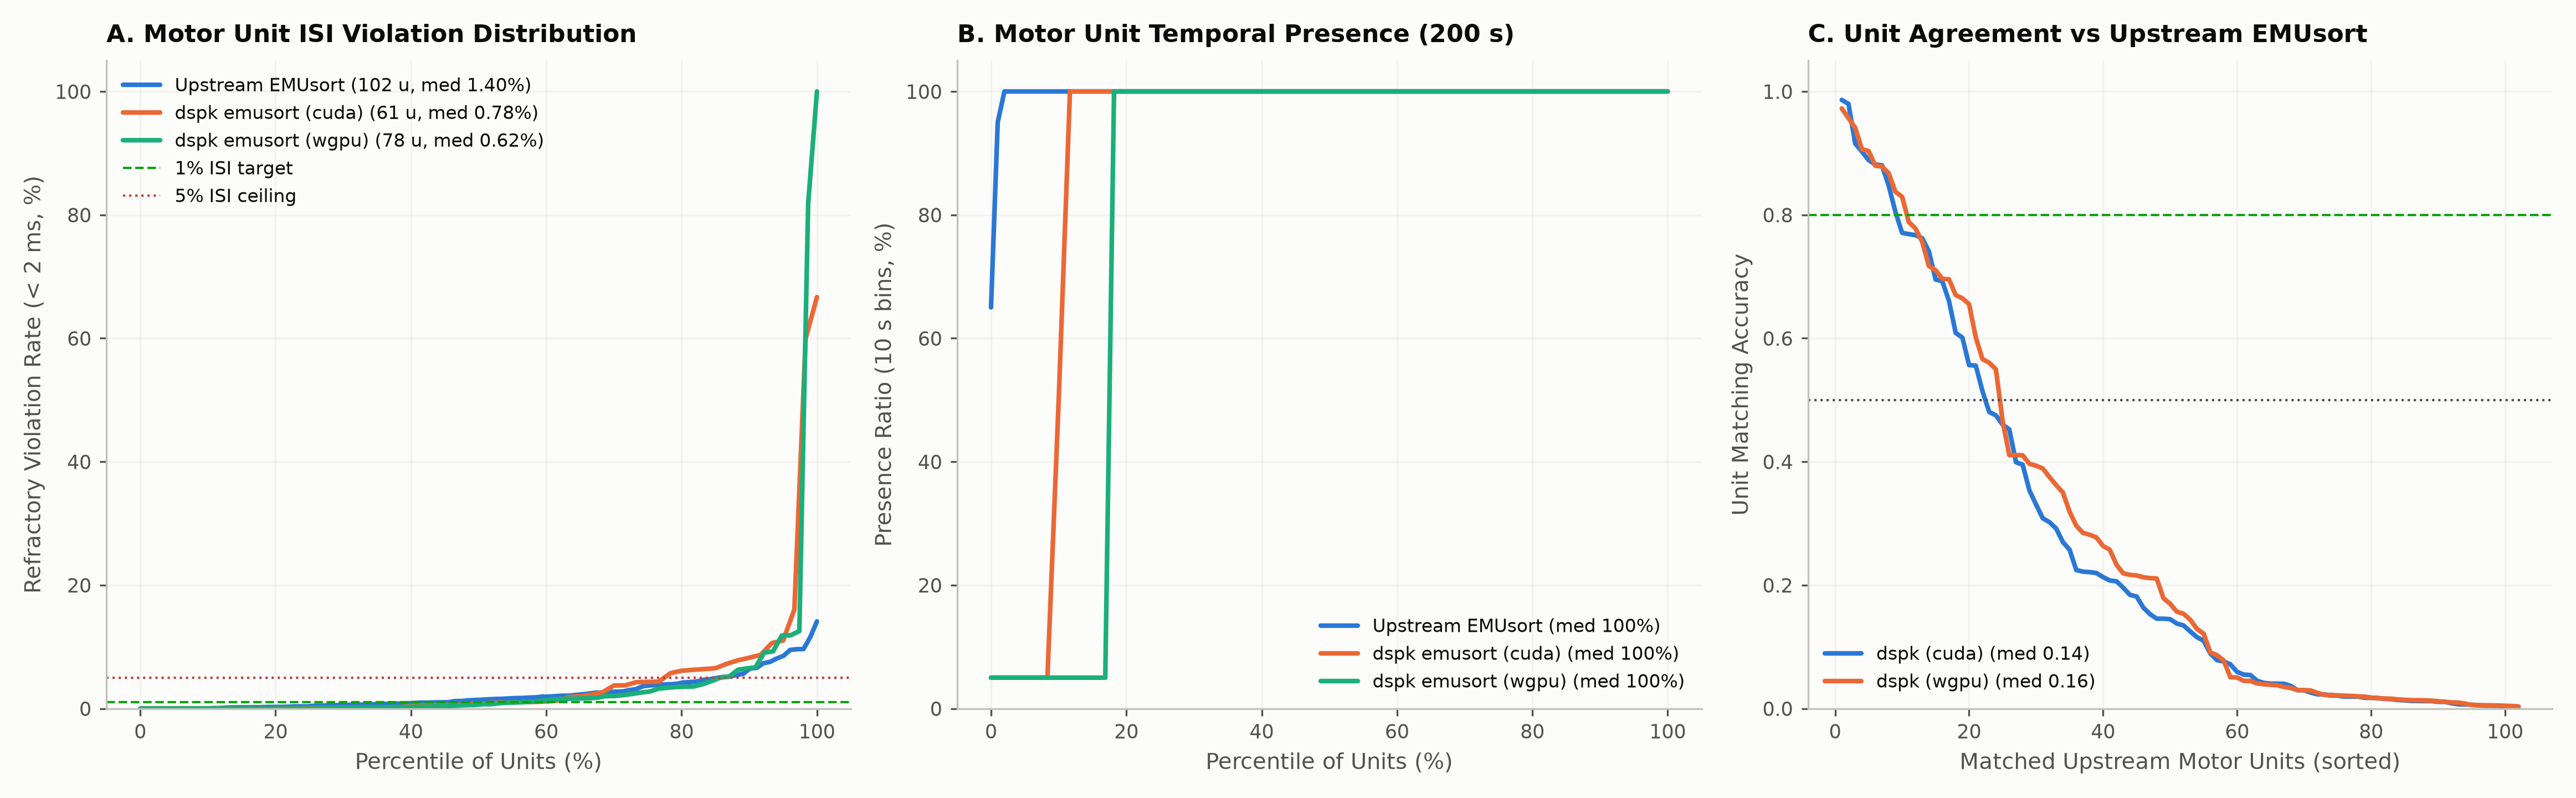 A. Motor Unit ISI Violation Distribution
Refractory Violation Rate (< 2 ms, %)
100
80
60
40
20
0
Upstream EMUsort (102 u, med 1.40%)
dspk emusort (cuda) (61 u, med 0.78%)
dspk emusort (wgpu) (78 u, med 0.62%)
1% ISI target
5% ISI ceiling
0 20 40 60 80 100
Percentile of Units (%)
B. Motor Unit Temporal Presence (200 s)
Presence Ratio (10 s bins, %)
100
80
60
40
20
0
Upstream EMUsort (med 100%)
dspk emusort (cuda) (med 100%)
dspk emusort (wgpu) (med 100%)
0 20 40 60 80 100
Percentile of Units (%)
C. Unit Agreement vs Upstream EMUsort
Unit Matching Accuracy
1.0
0.8
0.6
0.4
0.2
0.0
dspk (cuda) (med 0.14)
dspk (wgpu) (med 0.16)
0 20 40 60 80 100
Matched Upstream Motor Units (sorted)